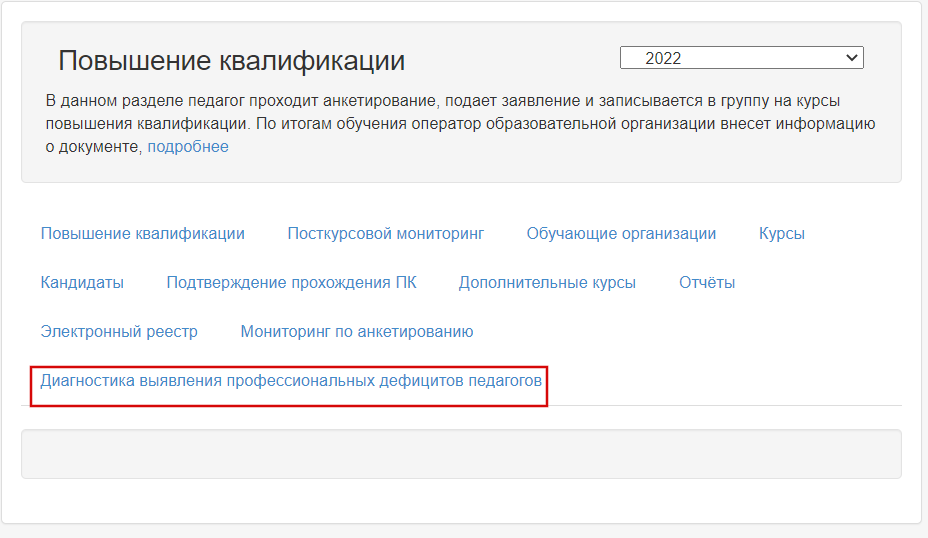 Повышение квалификации 2022
В данном разделе педагог проходит анкетирование, подает заявление и записывается в группу на курсы
повышения квалификации. По итогам обучения оператор образовательной организации внесет информацию
о документе, подробнее
Повышение квалификации Посткурсовой мониторинг Обучающие организации Курсы
Кандидаты Подтверждение прохождения ПК Дополнительные курсы Отчёты
Электронный реестр Мониторинг по анкетированию
Диагностика выявления профессиональных дефицитов педагогов